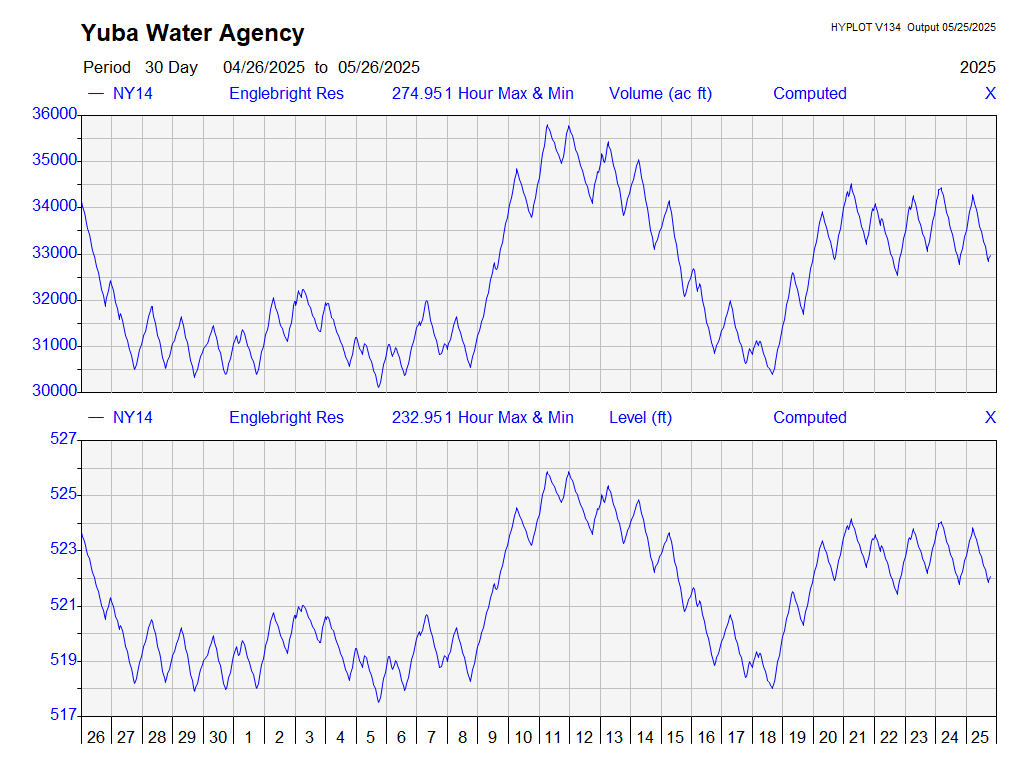 Yuba Water Agency
HYPLOT V134 Output 05/25/2025
Period 30 Day 04/26/2025 to 05/26/2025 2025
NY14 Englebright Res 274.951 Hour Max & Min Volume (ac ft) Computed X
36000
35000
34000
33000
32000
31000
30000
NY14 Englebright Res 232.951 Hour Max & Min Level (ft) Computed X
527
525
523
521
519
517
26 27 28 29 30 1 2 3 4 5 6 7 8 9 10 11 12 13 14 15 16 17 18 19 20 21 22 23 24 25